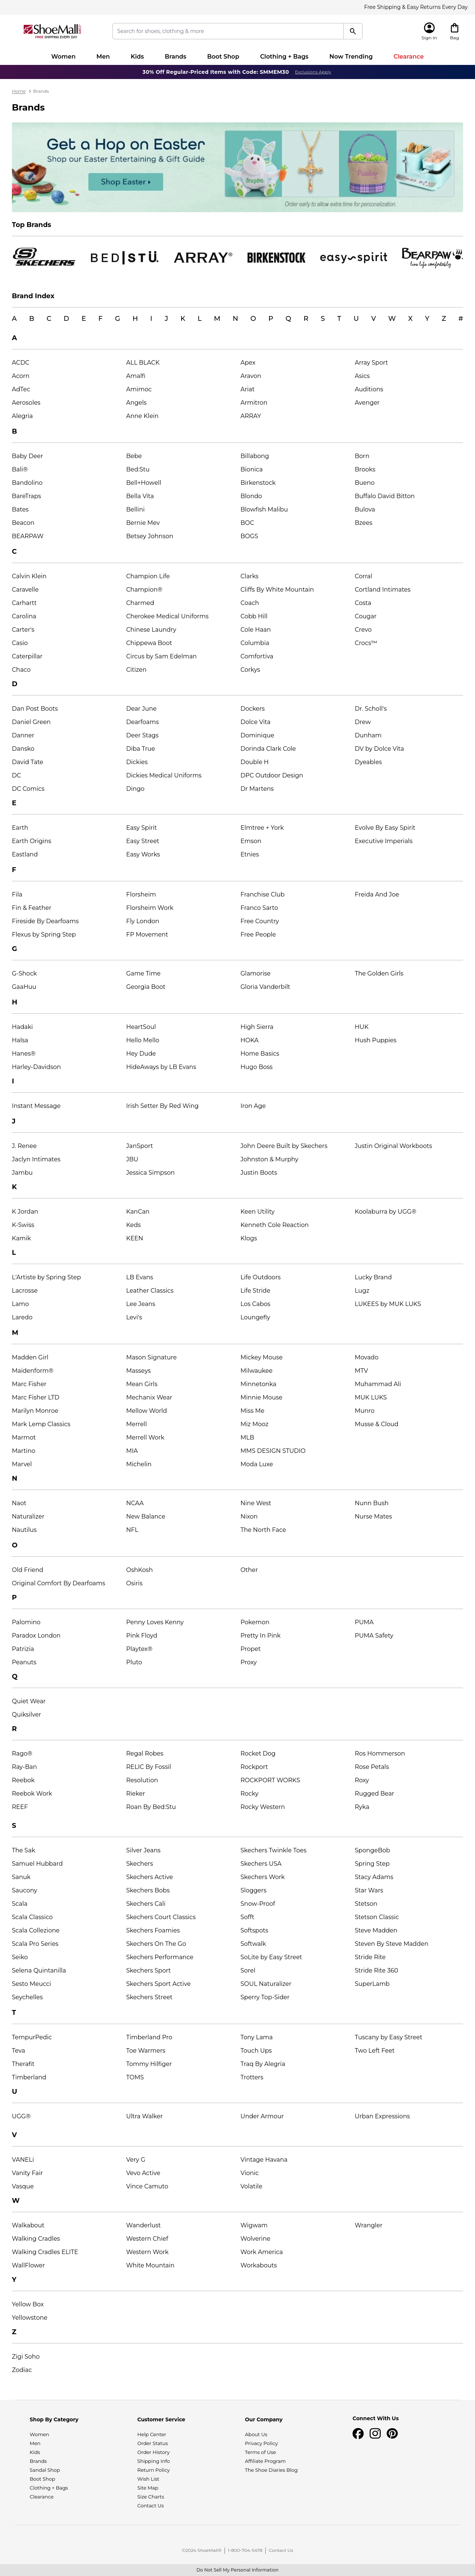 Free Shipping & Easy Returns Every Day
ShoeMall
FREE SHIPPING EVERY DAY
Search for shoes, clothing & more
Sign In
Bag
Women Men Kids Brands Boot Shop Clothing + Bags Now Trending Clearance
30% Off Regular-Priced Items with Code: SMMEM30 Exclusions Apply
Home > Brands
Brands
Get a Hop on Easter
Shop our Easter Entertaining & Gift Guide
Shop Easter
Order early to allow extra time for personalization.
Top Brands
SKECHERS BED|STÜ ARRAY® BIRKENSTOCK easy spirit BEARPAW.
live life comfortably
Brand Index
A B C D E F G H I J K L M N O P Q R S T U V W X Y Z #
A
ACDC ALL BLACK Apex Array Sport
Acorn Amalfi Aravon Asics
AdTec Amimoc Ariat Auditions
Aerosoles Angels Armitron Avenger
Alegria Anne Klein ARRAY
B
Baby Deer Bebe Billabong Born
Bali® Bed:Stu Bionica Brooks
Bandolino Bell+Howell Birkenstock Bueno
BareTraps Bella Vita Blondo Buffalo David Bitton
Bates Bellini Blowfish Malibu Bulova
Beacon Bernie Mev BOC Bzees
BEARPAW Betsey Johnson BOGS
C
Calvin Klein Champion Life Clarks Corral
Caravelle Champion® Cliffs By White Mountain Cortland Intimates
Carhartt Charmed Coach Costa
Carolina Cherokee Medical Uniforms Cobb Hill Cougar
Carter's Chinese Laundry Cole Haan Crevo
Casio Chippewa Boot Columbia Crocs™
Caterpillar Circus by Sam Edelman Comfortiva
Chaco Citizen Corkys
D
Dan Post Boots Dear June Dockers Dr. Scholl's
Daniel Green Dearfoams Dolce Vita Drew
Danner Deer Stags Dominique Dunham
Dansko Diba True Dorinda Clark Cole DV by Dolce Vita
David Tate Dickies Double H Dyeables
DC Dickies Medical Uniforms DPC Outdoor Design
DC Comics Dingo Dr Martens
E
Earth Easy Spirit Elmtree + York Evolve By Easy Spirit
Earth Origins Easy Street Emson Executive Imperials
Eastland Easy Works Etnies
F
Fila Florsheim Franchise Club Freida And Joe
Fin & Feather Florsheim Work Franco Sarto
Fireside By Dearfoams Fly London Free Country
Flexus by Spring Step FP Movement Free People
G
G-Shock Game Time Glamorise The Golden Girls
GaaHuu Georgia Boot Gloria Vanderbilt
H
Hadaki HeartSoul High Sierra HUK
Halsa Hello Mello HOKA Hush Puppies
Hanes® Hey Dude Home Basics
Harley-Davidson HideAways by LB Evans Hugo Boss
I
Instant Message Irish Setter By Red Wing Iron Age
J
J. Renee JanSport John Deere Built by Skechers Justin Original Workboots
Jaclyn Intimates JBU Johnston & Murphy
Jambu Jessica Simpson Justin Boots
K
K Jordan KanCan Keen Utility Koolaburra by UGG®
K-Swiss Keds Kenneth Cole Reaction
Kamik KEEN Klogs
L
L'Artiste by Spring Step LB Evans Life Outdoors Lucky Brand
Lacrosse Leather Classics Life Stride Lugz
Lamo Lee Jeans Los Cabos LUKEES by MUK LUKS
Laredo Levi's Loungefly
M
Madden Girl Mason Signature Mickey Mouse Movado
Maidenform® Masseys Milwaukee MTV
Marc Fisher Mean Girls Minnetonka Muhammad Ali
Marc Fisher LTD Mechanix Wear Minnie Mouse MUK LUKS
Marilyn Monroe Mellow World Miss Me Munro
Mark Lemp Classics Merrell Miz Mooz Musse & Cloud
Marmot Merrell Work MLB
Martino MIA MMS DESIGN STUDIO
Marvel Michelin Moda Luxe
N
Naot NCAA Nine West Nunn Bush
Naturalizer New Balance Nixon Nurse Mates
Nautilus NFL The North Face
O
Old Friend OshKosh Other
Original Comfort By Dearfoams Osiris
P
Palomino Penny Loves Kenny Pokemon PUMA
Paradox London Pink Floyd Pretty In Pink PUMA Safety
Patrizia Playtex® Propet
Peanuts Pluto Proxy
Q
Quiet Wear
Quiksilver
R
Rago® Regal Robes Rocket Dog Ros Hommerson
Ray-Ban RELIC By Fossil Rockport Rose Petals
Reebok Resolution ROCKPORT WORKS Roxy
Reebok Work Rieker Rocky Rugged Bear
REEF Roan By Bed:Stu Rocky Western Ryka
S
The Sak Silver Jeans Skechers Twinkle Toes SpongeBob
Samuel Hubbard Skechers Skechers USA Spring Step
Sanuk Skechers Active Skechers Work Stacy Adams
Saucony Skechers Bobs Sloggers Star Wars
Scala Skechers Cali Snow-Proof Stetson
Scala Classico Skechers Court Classics Sofft Stetson Classic
Scala Collezione Skechers Foamies Softspots Steve Madden
Scala Pro Series Skechers On The Go Softwalk Steven By Steve Madden
Seiko Skechers Performance SoLite by Easy Street Stride Rite
Selena Quintanilla Skechers Sport Sorel Stride Rite 360
Sesto Meucci Skechers Sport Active SOUL Naturalizer SuperLamb
Seychelles Skechers Street Sperry Top-Sider
T
TempurPedic Timberland Pro Tony Lama Tuscany by Easy Street
Teva Toe Warmers Touch Ups Two Left Feet
Therafit Tommy Hilfiger Traq By Alegria
Timberland TOMS Trotters
U
UGG® Ultra Walker Under Armour Urban Expressions
V
VANELi Very G Vintage Havana
Vanity Fair Vevo Active Vionic
Vasque Vince Camuto Volatile
W
Walkabout Wanderlust Wigwam Wrangler
Walking Cradles Western Chief Wolverine
Walking Cradles ELITE Western Work Work America
WallFlower White Mountain Workabouts
Y
Yellow Box
Yellowstone
Z
Zigi Soho
Zodiac
Shop By Category Customer Service Our Company Connect With Us
Women Help Center About Us
Men Order Status Privacy Policy
Kids Order History Terms of Use
Brands Shipping Info Affiliate Program
Sandal Shop Return Policy The Shoe Diaries Blog
Boot Shop Wish List
Clothing + Bags Site Map
Clearance Size Charts
Contact Us
©2024 ShoeMall® | 1-800-704-5478 | Contact Us
Do Not Sell My Personal Information